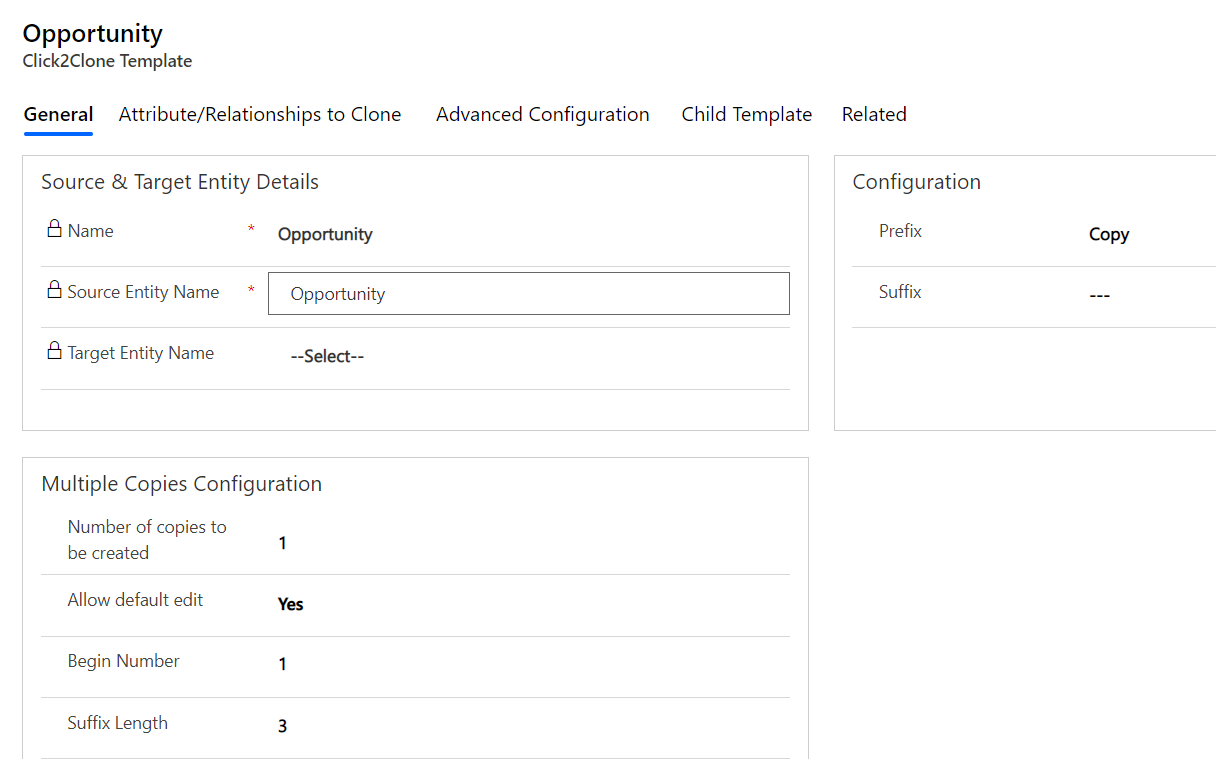 Opportunity
Click2Clone Template
General Attribute/Relationships to Clone Advanced Configuration Child Template Related
Source & Target Entity Details
Name * Opportunity
Source Entity Name * Opportunity
Target Entity Name --Select--
Configuration
Prefix Copy
Suffix ---
Multiple Copies Configuration
Number of copies to
be created 1
Allow default edit Yes
Begin Number 1
Suffix Length 3